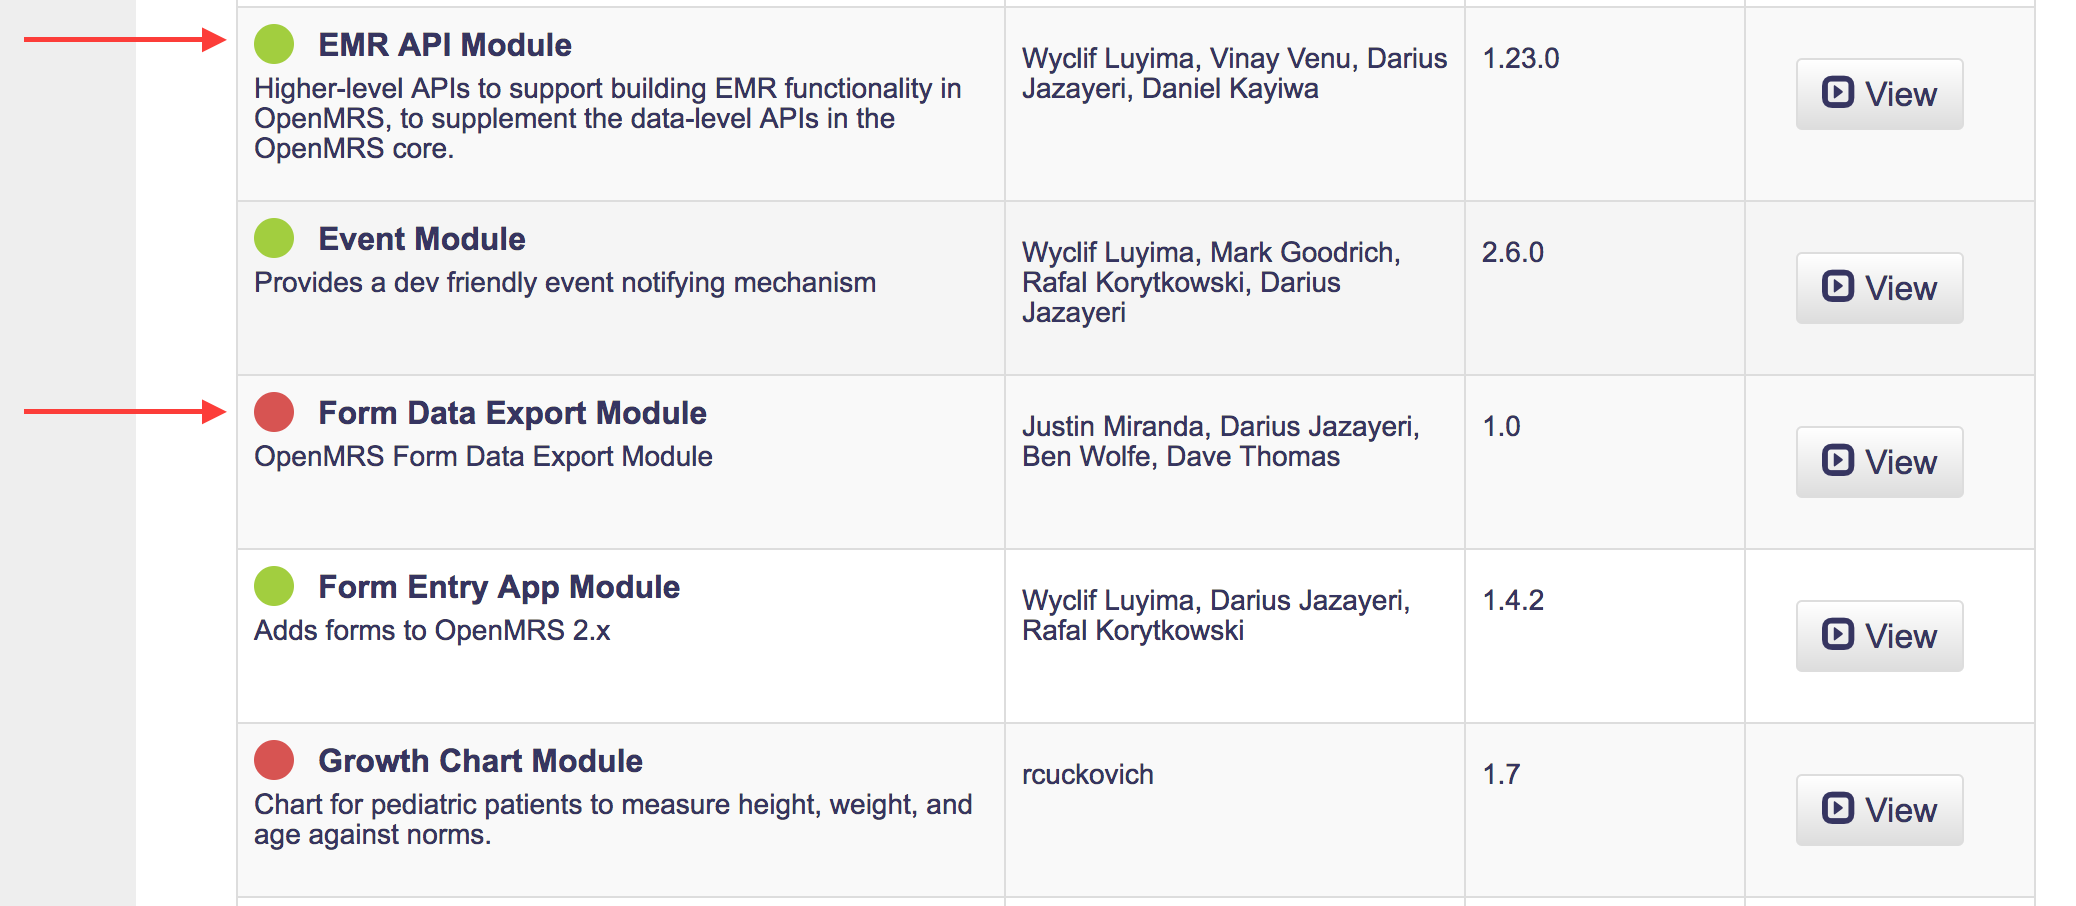 EMR API Module
Higher-level APIs to support building EMR functionality in
OpenMRS, to supplement the data-level APIs in the
OpenMRS core.
Wyclif Luyima, Vinay Venu, Darius
Jazayeri, Daniel Kayiwa
1.23.0
View
Event Module
Provides a dev friendly event notifying mechanism
Wyclif Luyima, Mark Goodrich,
Rafal Korytkowski, Darius
Jazayeri
2.6.0
View
Form Data Export Module
OpenMRS Form Data Export Module
Justin Miranda, Darius Jazayeri,
Ben Wolfe, Dave Thomas
1.0
View
Form Entry App Module
Adds forms to OpenMRS 2.x
Wyclif Luyima, Darius Jazayeri,
Rafal Korytkowski
1.4.2
View
Growth Chart Module
Chart for pediatric patients to measure height, weight, and
age against norms.
rcuckovich
1.7
View